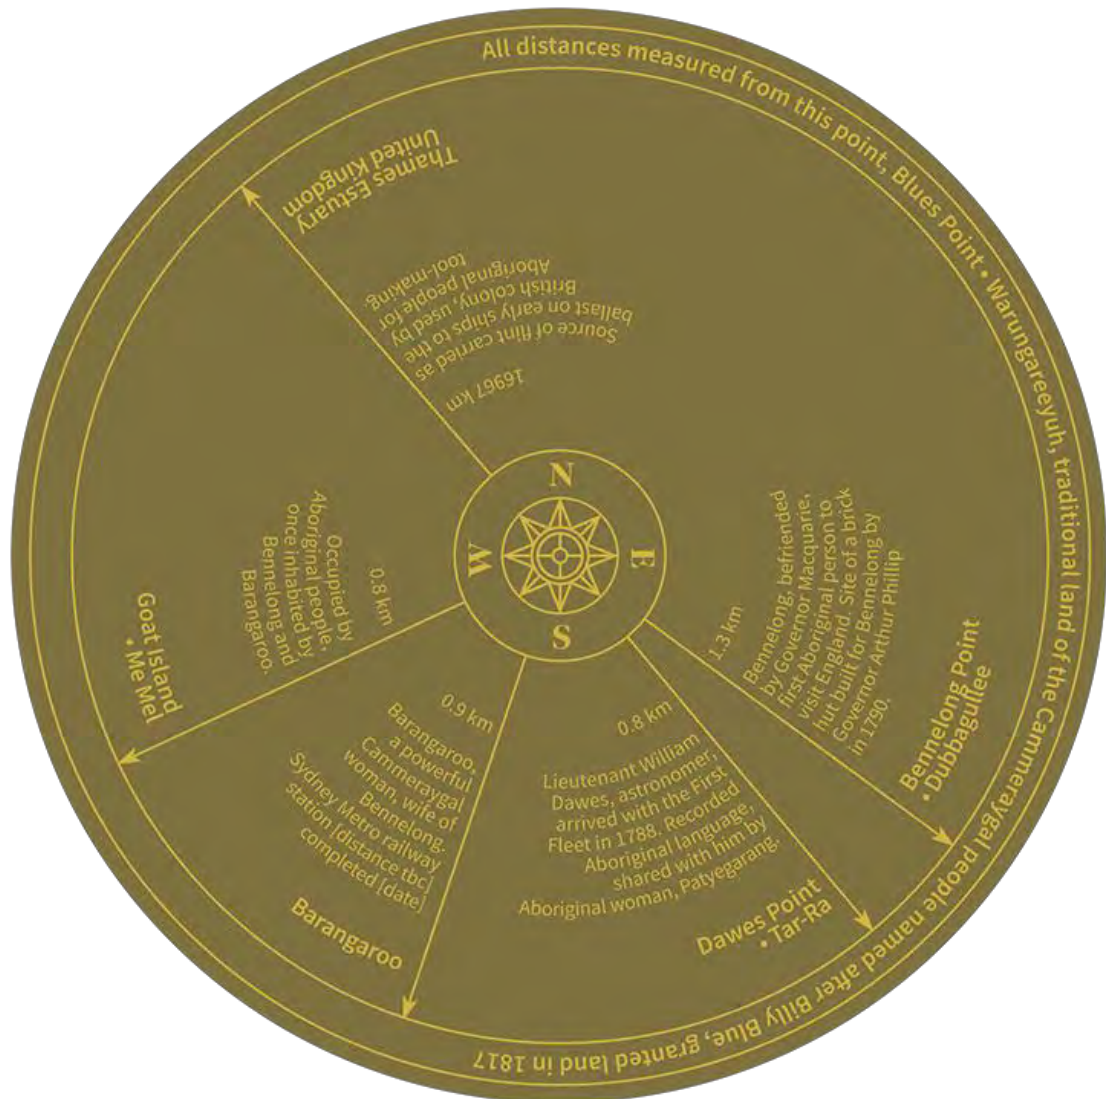 All distances measured from this point, Blues Point • Warungareeyuh, traditional land of the Cammeraygal people named after Billy Blue, granted land in 1817
Thames Estuary
United Kingdom
16967 km
Source of flint carried as
ballast on early ships to the
British colony, used by
Aboriginal people for
tool-making.
N
E
S
W
1.3 km
Bennelong, befriended
by Governor Macquarie,
first Aboriginal person to
visit England. Site of a brick
hut built for Bennelong by
Governor Arthur Phillip
in 1790.
Bennelong Point
• Dubbagullee
0.8 km
Lieutenant William
Dawes, astronomer,
arrived with the First
Fleet in 1788. Recorded
Aboriginal language,
shared with him by
Aboriginal woman, Patyegarang.
Dawes Point
• Tar-Ra
0.9 km
Barangaroo,
a powerful
Cammeraygal
woman, wife of
Bennelong.
Sydney Metro railway
station [distance tbc]
completed [date]
Barangaroo
0.8 km
Occupied by
Aboriginal people,
once inhabited by
Bennelong and
Barangaroo.
Goat Island
• Me Mel